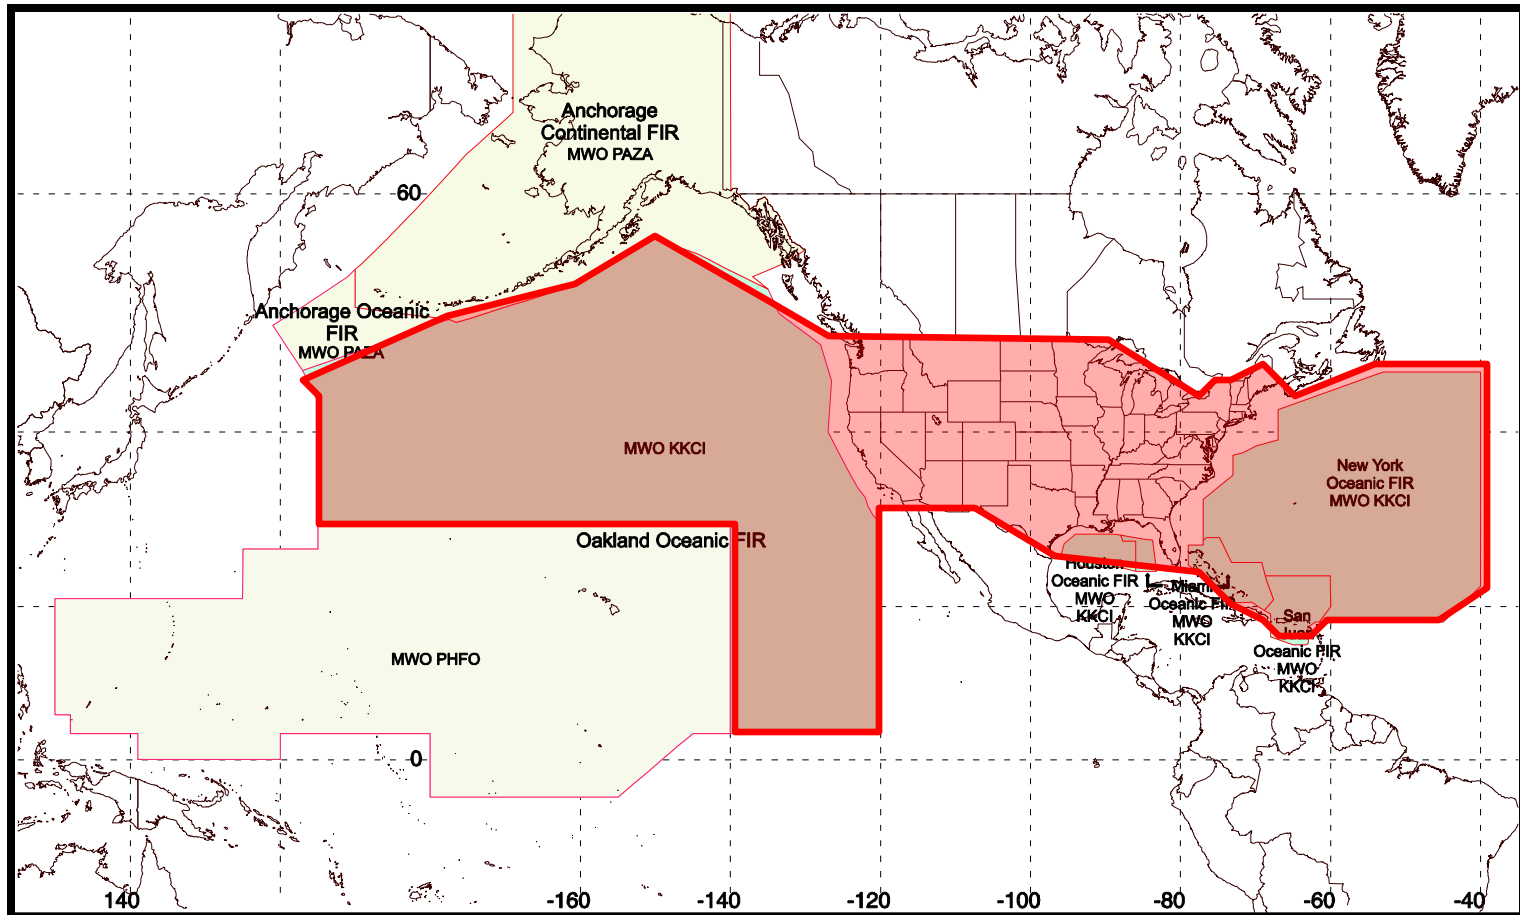 Anchorage
Continental FIR
MWO PAZA
60
Anchorage Oceanic
FIR
MWO PAZA
MWO KKCI
New York
Oceanic FIR
MWO KKCI
Oakland Oceanic FIR
Houston
Oceanic FIR
MWO
KKCI
Miami
Oceanic FIR
MWO
KKCI
San
Juan
Oceanic FIR
MWO
KKCI
MWO PHFO
0
140
-160
-140
-120
-100
-80
-60
-40